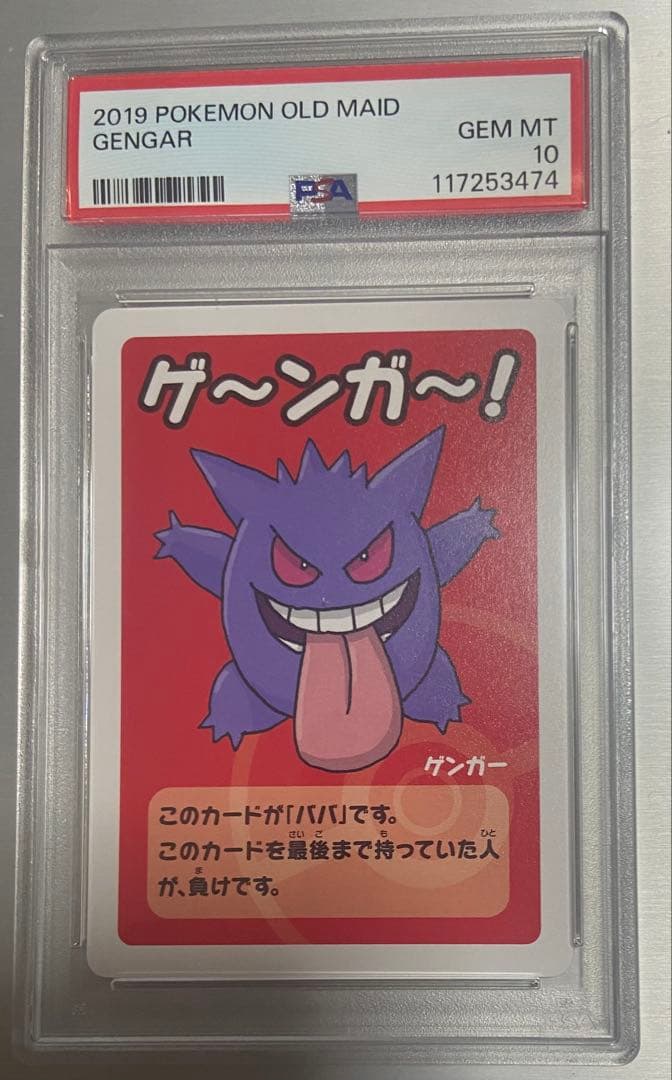 2019 POKEMON OLD MAID
GENGAR
GEM MT
10
117253474
PSA
ゲ〜ンガ〜!
ゲンガー
このカードが「ババ」です。
このカードを最後まで持っていた人
が、負けです。